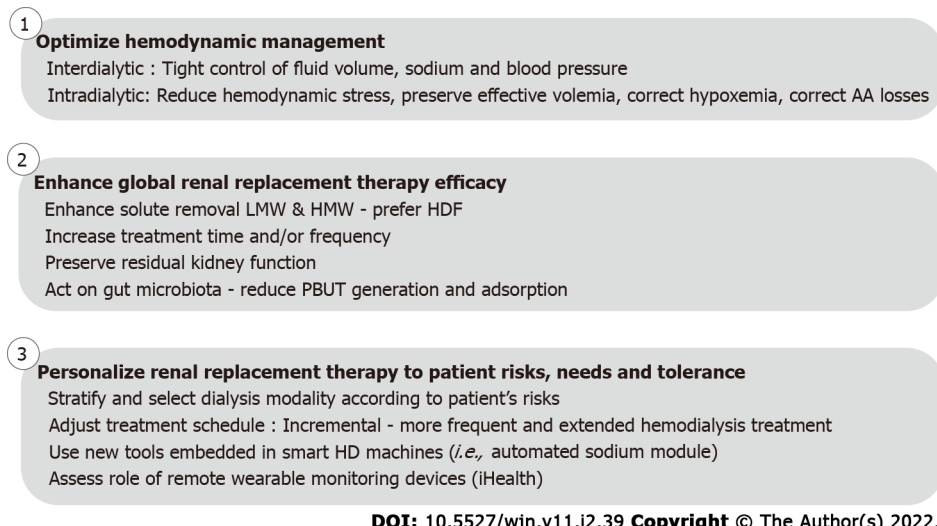 1
Optimize hemodynamic management
Interdialytic : Tight control of fluid volume, sodium and blood pressure
Intradialytic: Reduce hemodynamic stress, preserve effective volemia, correct hypoxemia, correct AA losses
2
Enhance global renal replacement therapy efficacy
Enhance solute removal LMW & HMW - prefer HDF
Increase treatment time and/or frequency
Preserve residual kidney function
Act on gut microbiota - reduce PBUT generation and adsorption
3
Personalize renal replacement therapy to patient risks, needs and tolerance
Stratify and select dialysis modality according to patient's risks
Adjust treatment schedule : Incremental - more frequent and extended hemodialysis treatment
Use new tools embedded in smart HD machines (i.e., automated sodium module)
Assess role of remote wearable monitoring devices (iHealth)
DOI: 10.5527/wjn.v11.i2.39 Copyright © The Author(s) 2022.